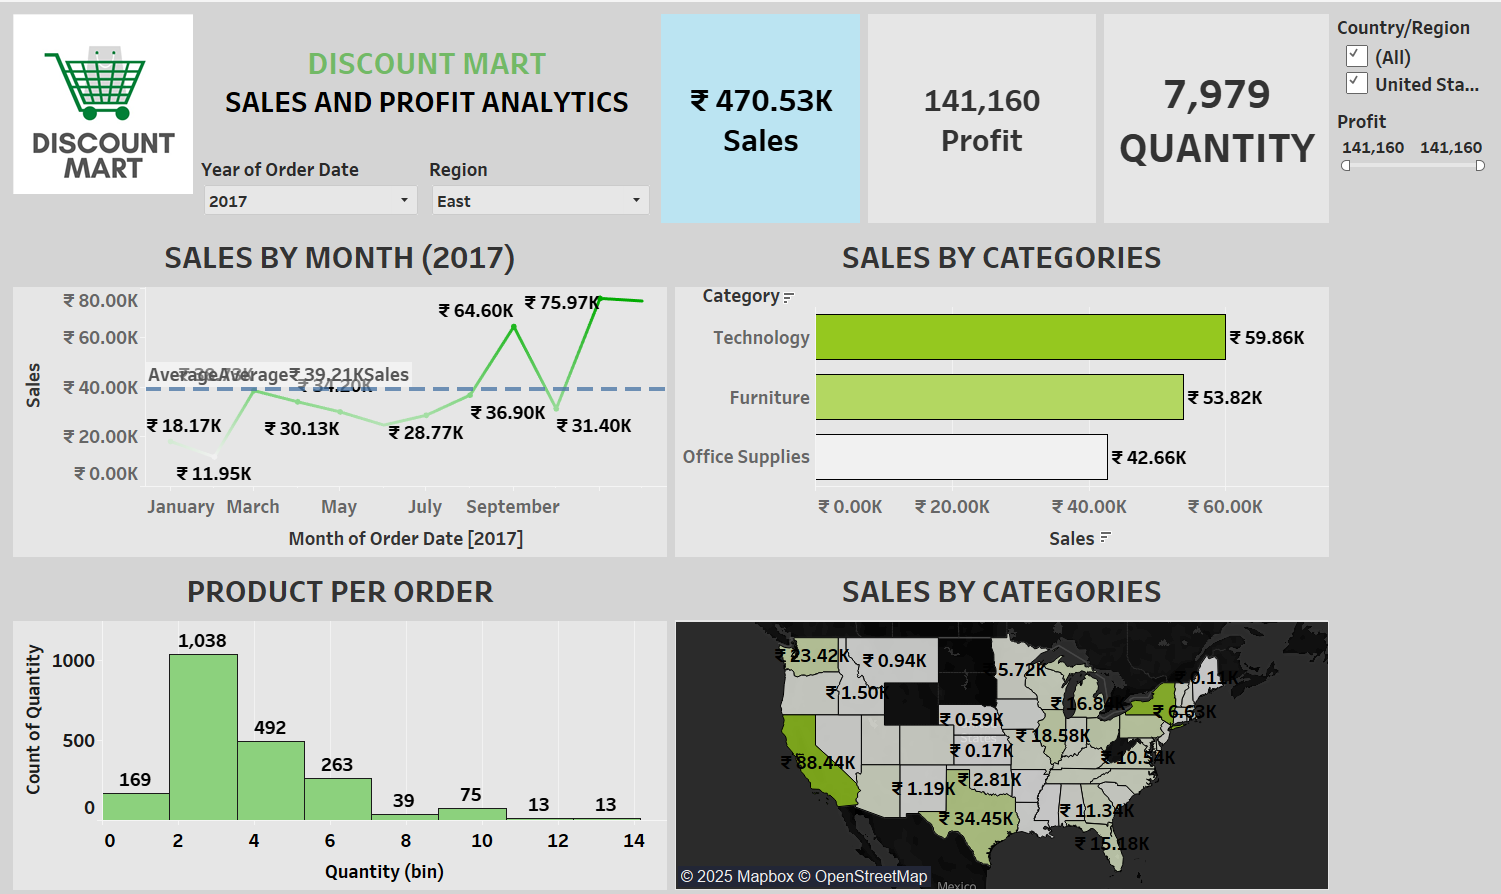 DISCOUNT
MART
DISCOUNT MART
SALES AND PROFIT ANALYTICS
Year of Order Date
2017
Region
East
₹ 470.53K
Sales
141,160
Profit
7,979
QUANTITY
Country/Region
(All)
United Sta...
Profit
141,160 141,160
SALES BY MONTH (2017)
Sales
₹ 80.00K
₹ 60.00K
₹ 40.00K
₹ 20.00K
₹ 0.00K
₹ 64.60K
₹ 75.97K
AverageAverage₹ 39.21KSales
₹ 34.20K
₹ 18.17K
₹ 11.95K
₹ 30.13K
₹ 28.77K
₹ 36.90K
₹ 31.40K
January March May July September
Month of Order Date [2017]
SALES BY CATEGORIES
Category
Technology ₹ 59.86K
Furniture ₹ 53.82K
Office Supplies ₹ 42.66K
₹ 0.00K ₹ 20.00K ₹ 40.00K ₹ 60.00K
Sales
PRODUCT PER ORDER
Count of Quantity
1000
500
0
169
1,038
492
263
39
75
13
13
0 2 4 6 8 10 12 14
Quantity (bin)
SALES BY CATEGORIES
₹ 23.42K
₹ 0.94K
₹ 5.72K
₹ 0.11K
₹ 1.50K
₹ 16.84K
₹ 6.63K
₹ 0.59K
₹ 18.58K
₹ 0.17K
₹ 10.54K
₹ 2.81K
₹ 1.19K
₹ 11.34K
₹ 34.45K
₹ 15.18K
© 2025 Mapbox © OpenStreetMap
Mexico